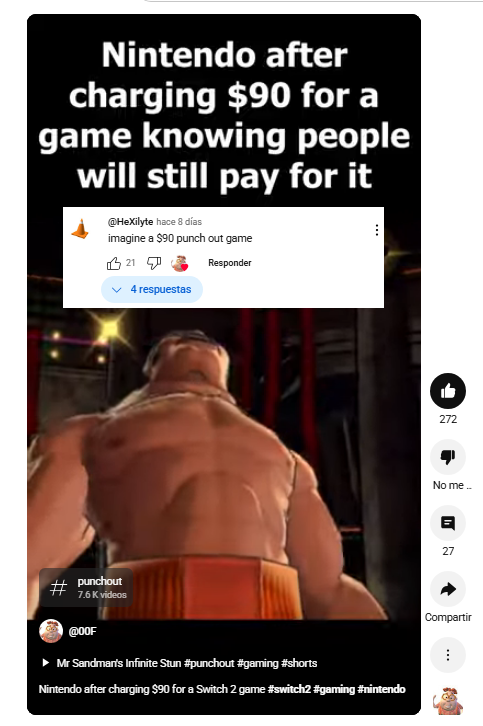 Nintendo after
charging $90 for a
game knowing people
will still pay for it
@HeXilyte hace 8 días
imagine a $90 punch out game
21 Responder
4 respuestas
272
No me ..
27
Compartir
# punchout
7.6 K videos
@00F
Mr Sandman's Infinite Stun #punchout #gaming #shorts
Nintendo after charging $90 for a Switch 2 game #switch2 #gaming #nintendo